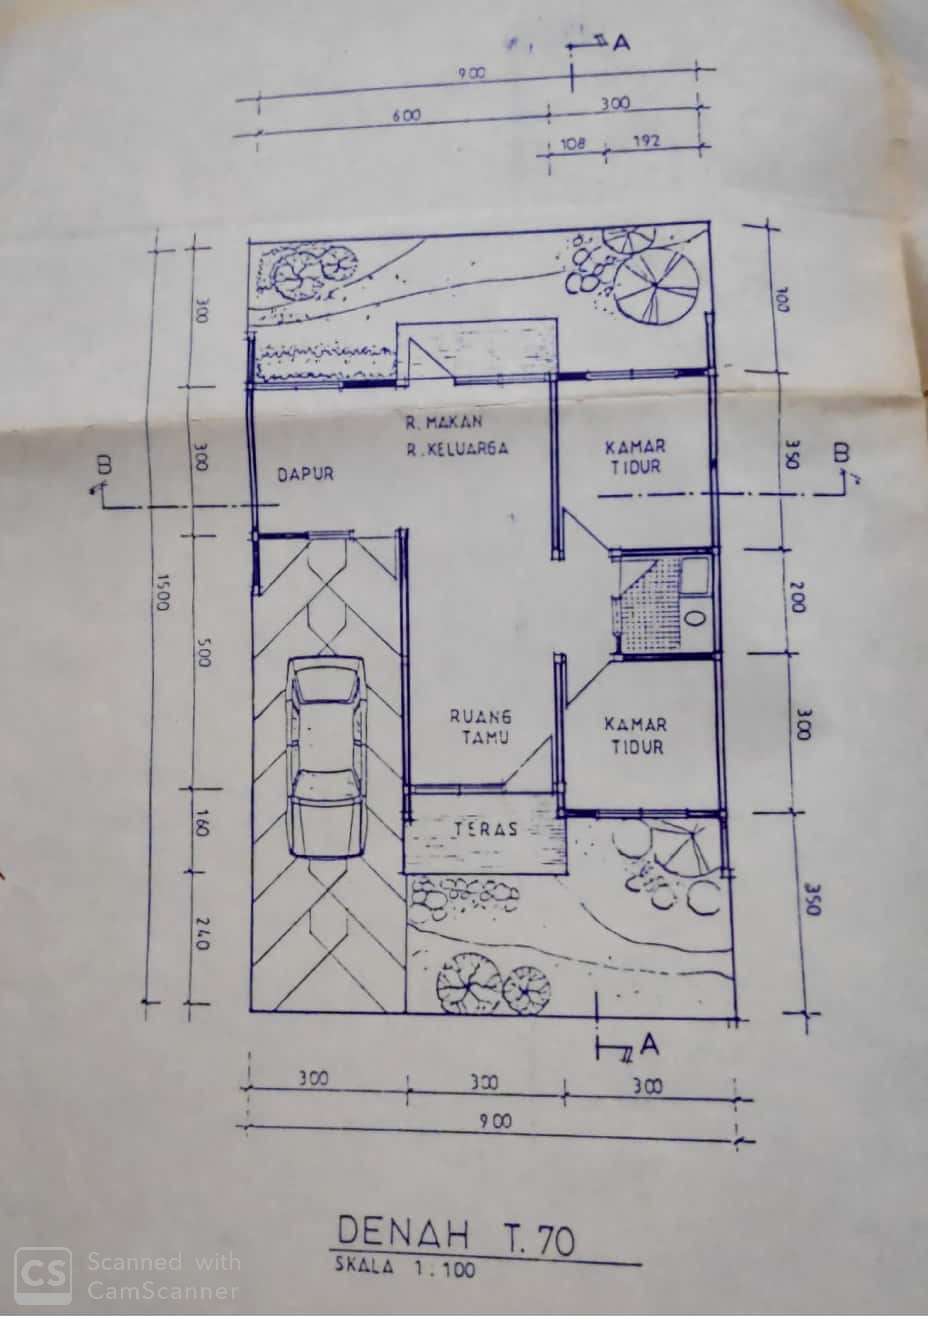 A
900
600
300
108
192
300
300
R. MAKAN
R. KELUARGA
DAPUR
KAMAR
TIDUR
350
B
B
1500
500
200
300
RUANG
TAMU
KAMAR
TIDUR
160
TERAS
240
350
A
300
300
300
900
DENAH T. 70
SKALA 1:100
CS
Scanned with
CamScanner